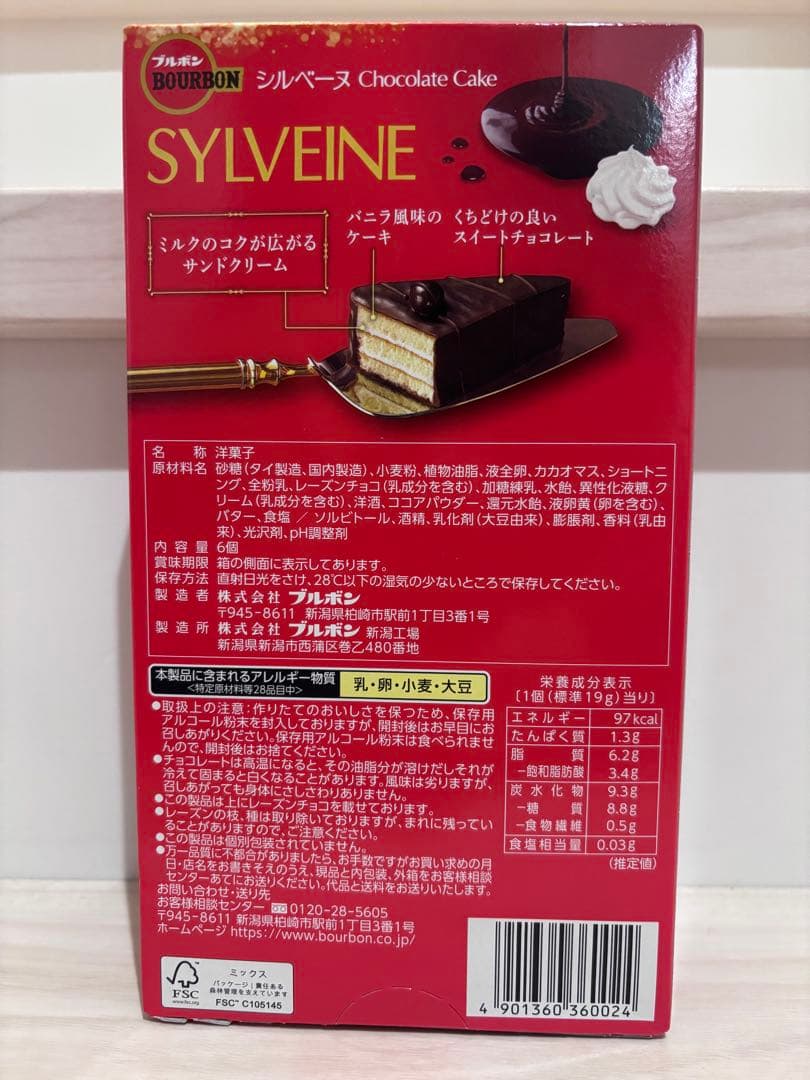 ブルボン
BOURBON
シルベーヌ Chocolate Cake
SYLVEINE
ミルクのコクが広がる
サンドクリーム
バニラ風味の
ケーキ
くちどけの良い
スイートチョコレート
名 称 洋菓子
原材料名 砂糖(タイ製造、国内製造)、小麦粉、植物油脂、液全卵、カカオマス、ショートニ
ング、全粉乳、レーズンチョコ(乳成分を含む)、加糖練乳、水飴、異性化液糖、ク
リーム(乳成分を含む)、洋酒、ココアパウダー、還元水飴、液卵黄(卵を含む)、
バター、食塩 / ソルビトール、酒精、乳化剤(大豆由来)、膨脹剤、香料(乳由
来)、光沢剤、pH調整剤
内容量 6個
賞味期限 箱の側面に表示してあります。
保存方法 直射日光をさけ、28℃以下の湿気の少ないところで保存してください。
製造者 株式会社 ブルボン
〒945-8611 新潟県柏崎市駅前1丁目3番1号
製造所 株式会社 ブルボン 新潟工場
新潟県新潟市西蒲区巻乙480番地
本製品に含まれるアレルギー物質
<特定原材料等28品目中>
乳・卵・小麦・大豆
●取扱上の注意:作りたてのおいしさを保つため、保存用
アルコール粉末を封入しておりますが、開封後はお早目にお
召しあがりください。保存用アルコール粉末は食べられませ
んので、開封後はお捨てください。
●チョコレートは高温になると、その油脂分が溶けだしそれが
冷えて固まると白くなることがあります。風味は劣りますが、
召しあがっても身体にさしさわりありません。
●この製品は上にレーズンチョコを載せております。
●レーズンの枝、種は取り除いておりますが、まれに残ってい
ることがありますので、ご注意ください。
●この製品は個別包装されていません。
●万一品質に不都合がありましたら、お手数ですがお買い求めの月
日・店名をお書きそえのうえ、現品と内包装、外箱をお客様相談
センターあてにお送りください。代品と送料をお送りいたします。
お問い合わせ・送り先
お客様相談センター 0120-28-5605
〒945-8611 新潟県柏崎市駅前1丁目3番1号
ホームページ https://www.bourbon.co.jp/
栄養成分表示
〔1個(標準19g)当り〕
エネルギー 97kcal
たんぱく質 1.3g
脂質 6.2g
-飽和脂肪酸 3.4g
炭水化物 9.3g
-糖質 8.8g
-食物繊維 0.5g
食塩相当量 0.03g
(推定値)
FSC
www.fsc.org
ミックス
パッケージ|責任ある
森林管理を支えています
FSC™ C105145
4 901360 360024